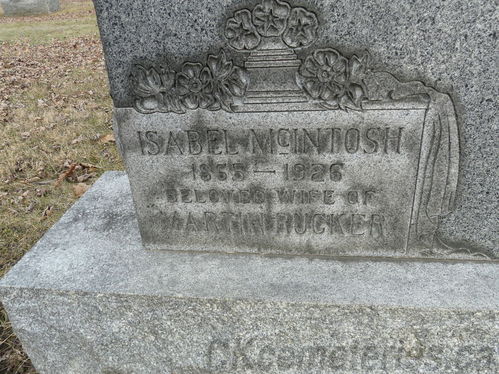 ISABEL McINTOSH
1855 — 1926
BELOVED WIFE OF
MARTIN RUCKER
CKcemeteries.ca